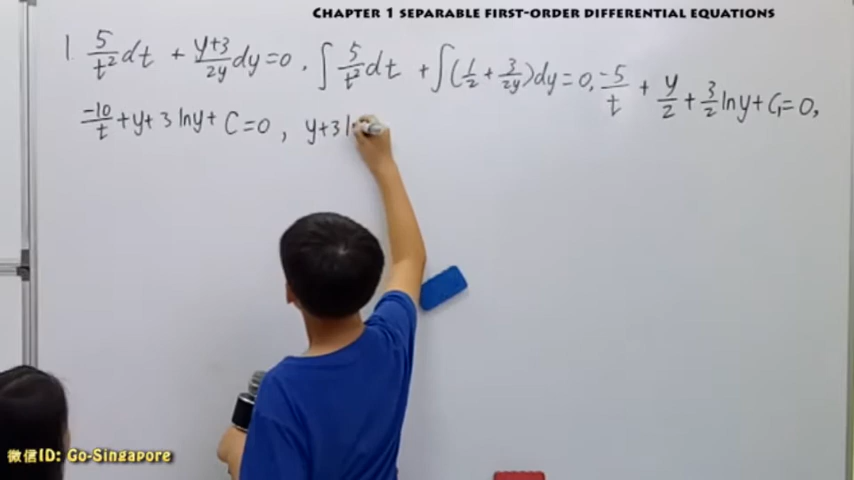 CHAPTER 1 SEPARABLE FIRST-ORDER DIFFERENTIAL EQUATIONS
1. 5/t² dt + y+3/2y dy = 0, ∫ 5/t² dt + ∫(1/2 + 3/2y)dy = 0, -5/t + y/2 + 3/2 ln y + C₁ = 0,
-10/t + y + 3 ln y + C = 0, y + 3 l
微信ID: Go-Singapore